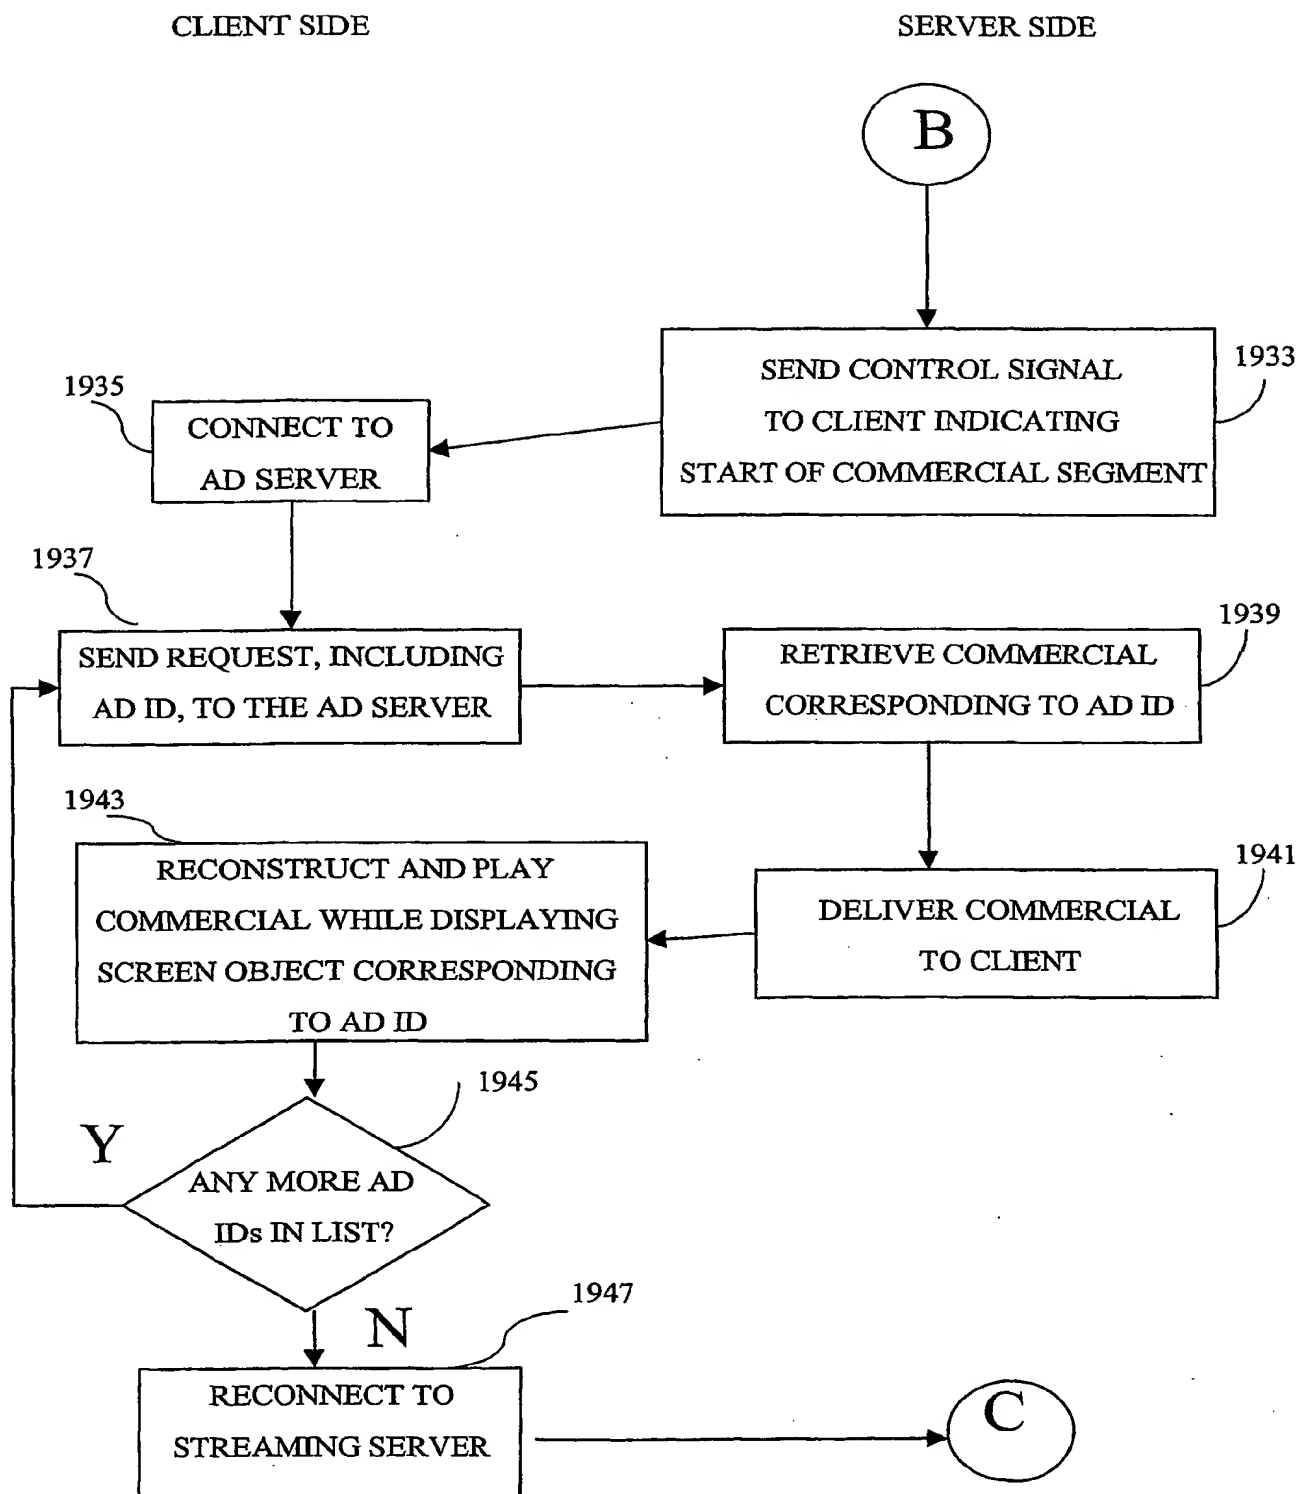 CLIENT SIDE
SERVER SIDE
B
SEND CONTROL SIGNAL
TO CLIENT INDICATING
START OF COMMERCIAL SEGMENT
1933
1935
CONNECT TO
AD SERVER
1937
SEND REQUEST, INCLUDING
AD ID, TO THE AD SERVER
RETRIEVE COMMERCIAL
CORRESPONDING TO AD ID
1939
1943
RECONSTRUCT AND PLAY
COMMERCIAL WHILE DISPLAYING
SCREEN OBJECT CORRESPONDING
TO AD ID
DELIVER COMMERCIAL
TO CLIENT
1941
1945
Y
ANY MORE AD
IDs IN LIST?
N
1947
RECONNECT TO
STREAMING SERVER
C